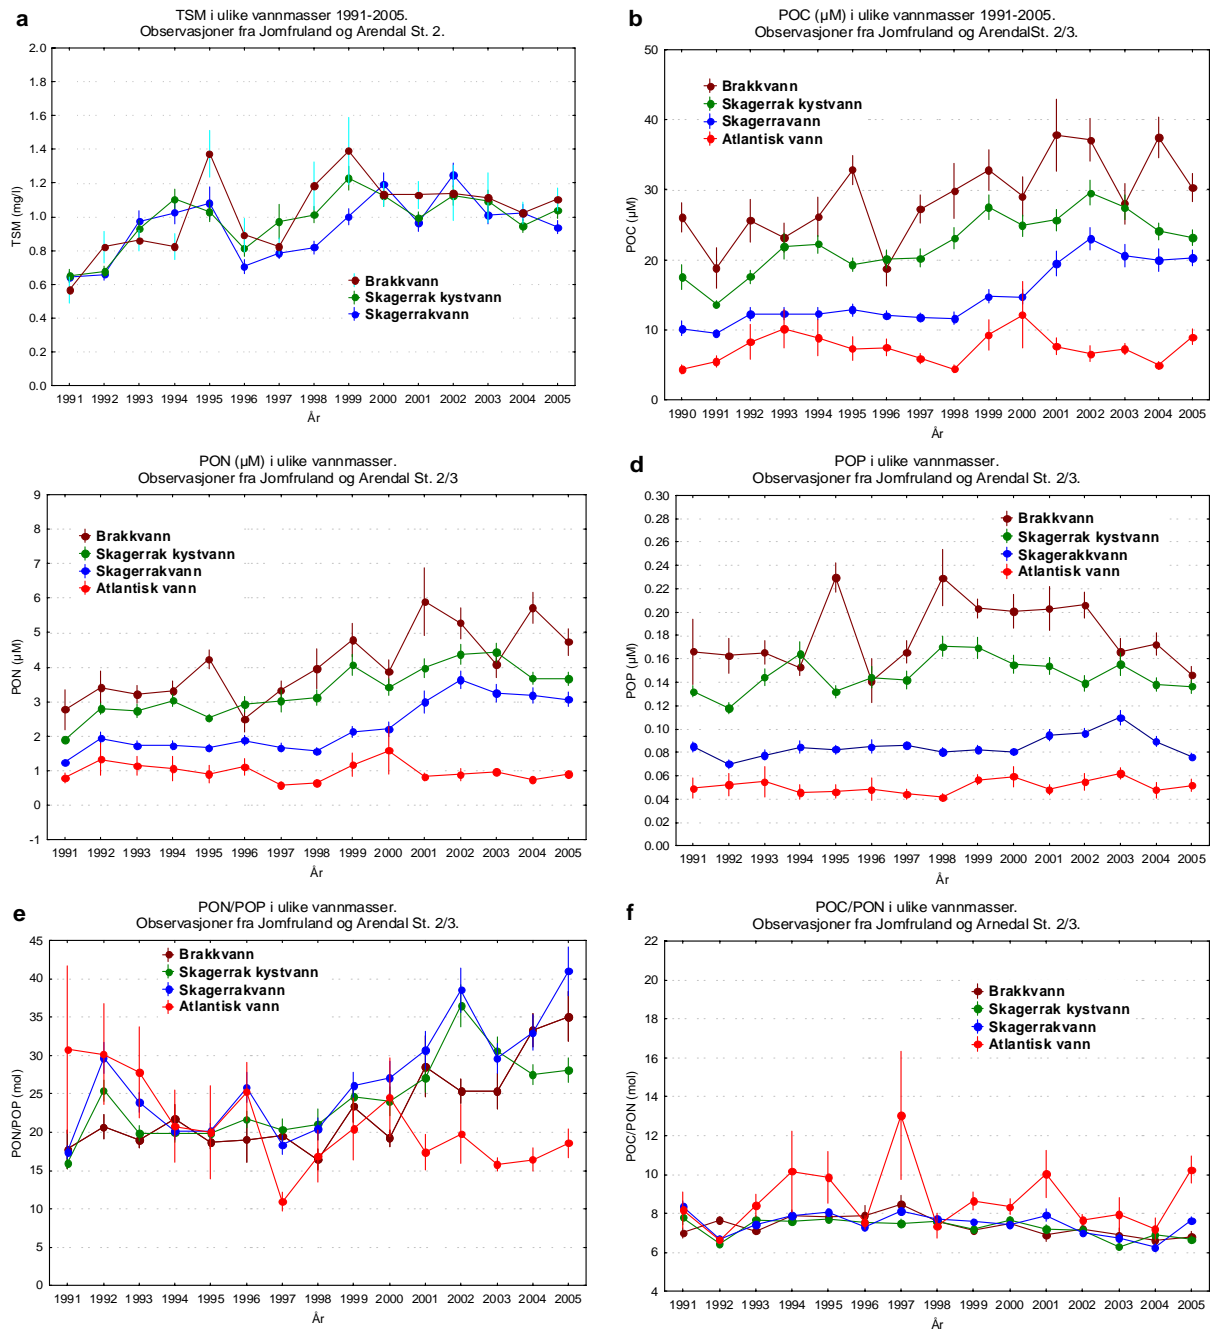 a
TSM i ulike vannmasser 1991-2005.
Observasjoner fra Jomfruland og Arendal St. 2.
2.0
1.8
1.6
1.4
1.2
1.0
0.8
0.6
0.4
0.2
0.0
TSM (mg/l)
Brakkvann
Skagerrak kystvann
Skagerrakvann
1991 1992 1993 1994 1995 1996 1997 1998 1999 2000 2001 2002 2003 2004 2005
År
b
POC (µM) i ulike vannmasser 1991-2005.
Observasjoner fra Jomfruland og ArendalSt. 2/3.
50
40
30
20
10
0
POC (µM)
Brakkvann
Skagerrak kystvann
Skagerravann
Atlantisk vann
1990 1991 1992 1993 1994 1995 1996 1997 1998 1999 2000 2001 2002 2003 2004 2005
År
PON (µM) i ulike vannmasser.
Observasjoner fra Jomfruland og Arendal St. 2/3
9
8
7
6
5
4
3
2
1
0
-1
PON (µM)
Brakkvann
Skagerrak kystvann
Skagerrakvann
Atlantisk vann
1991 1992 1993 1994 1995 1996 1997 1998 1999 2000 2001 2002 2003 2004 2005
År
d
POP i ulike vannmasser.
Observasjoner fra Jomfruland og Arendal St. 2/3.
0.30
0.28
0.26
0.24
0.22
0.20
0.18
0.16
0.14
0.12
0.10
0.08
0.06
0.04
0.02
0.00
POP (µM)
Brakkvann
Skagerrak kystvann
Skagerakkvann
Atlantisk vann
1991 1992 1993 1994 1995 1996 1997 1998 1999 2000 2001 2002 2003 2004 2005
År
e
PON/POP i ulike vannmasser.
Observasjoner fra Jomfruland og Arendal St. 2/3.
45
40
35
30
25
20
15
10
5
0
PON/POP (mol)
Brakkvann
Skagerrak kystvann
Skagerrakvann
Atlantisk vann
1991 1992 1993 1994 1995 1996 1997 1998 1999 2000 2001 2002 2003 2004 2005
År
f
POC/PON i ulike vannmasser.
Observasjoner fra Jomfruland og Arnedal St. 2/3.
22
20
18
16
14
12
10
8
6
4
POC/PON (mol)
Brakkvann
Skagerrak kystvann
Skagerrakvann
Atlantisk vann
1991 1992 1993 1994 1995 1996 1997 1998 1999 2000 2001 2002 2003 2004 2005
År